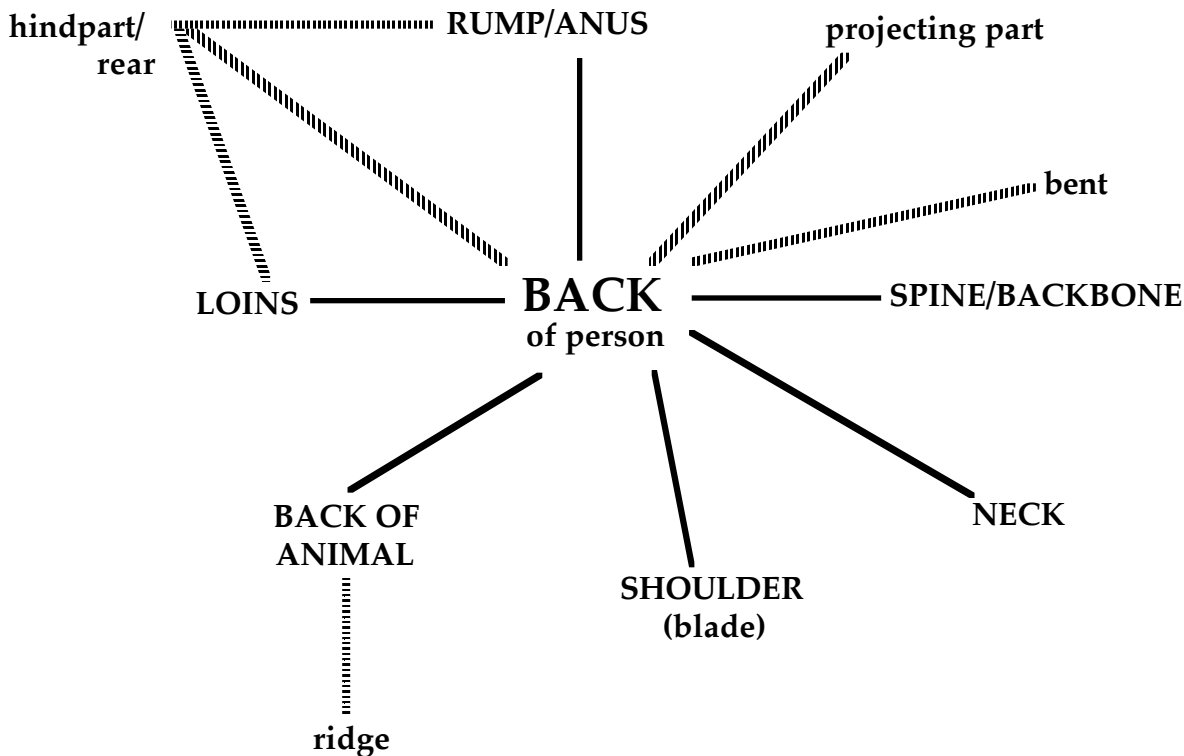 hindpart/
rear
RUMP/ANUS
projecting part
bent
LOINS
BACK
of person
SPINE/BACKBONE
BACK OF
ANIMAL
NECK
SHOULDER
(blade)
ridge